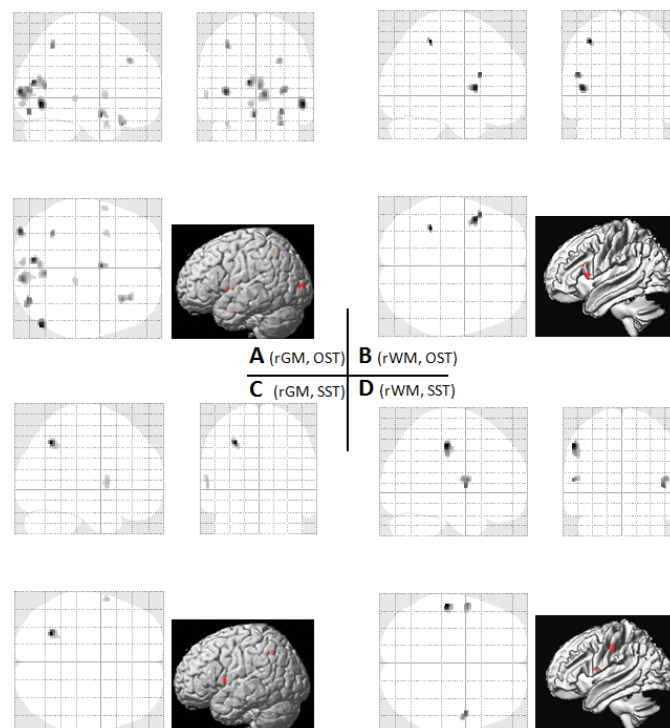 A (rGM, OST)
B (rWM, OST)
C (rGM, SST)
D (rWM, SST)